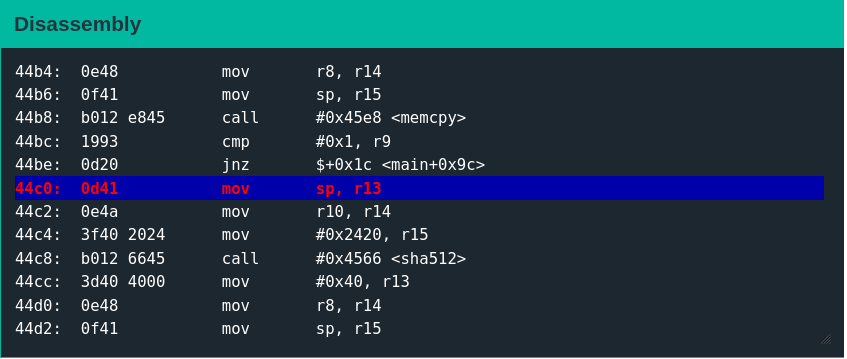 Disassembly
44b4: 0e48 mov r8, r14
44b6: 0f41 mov sp, r15
44b8: b012 e845 call #0x45e8 <memcpy>
44bc: 1993 cmp #0x1, r9
44be: 0d20 jnz $+0x1c <main+0x9c>
44c0: 0d41 mov sp, r13
44c2: 0e4a mov r10, r14
44c4: 3f40 2024 mov #0x2420, r15
44c8: b012 6645 call #0x4566 <sha512>
44cc: 3d40 4000 mov #0x40, r13
44d0: 0e48 mov r8, r14
44d2: 0f41 mov sp, r15